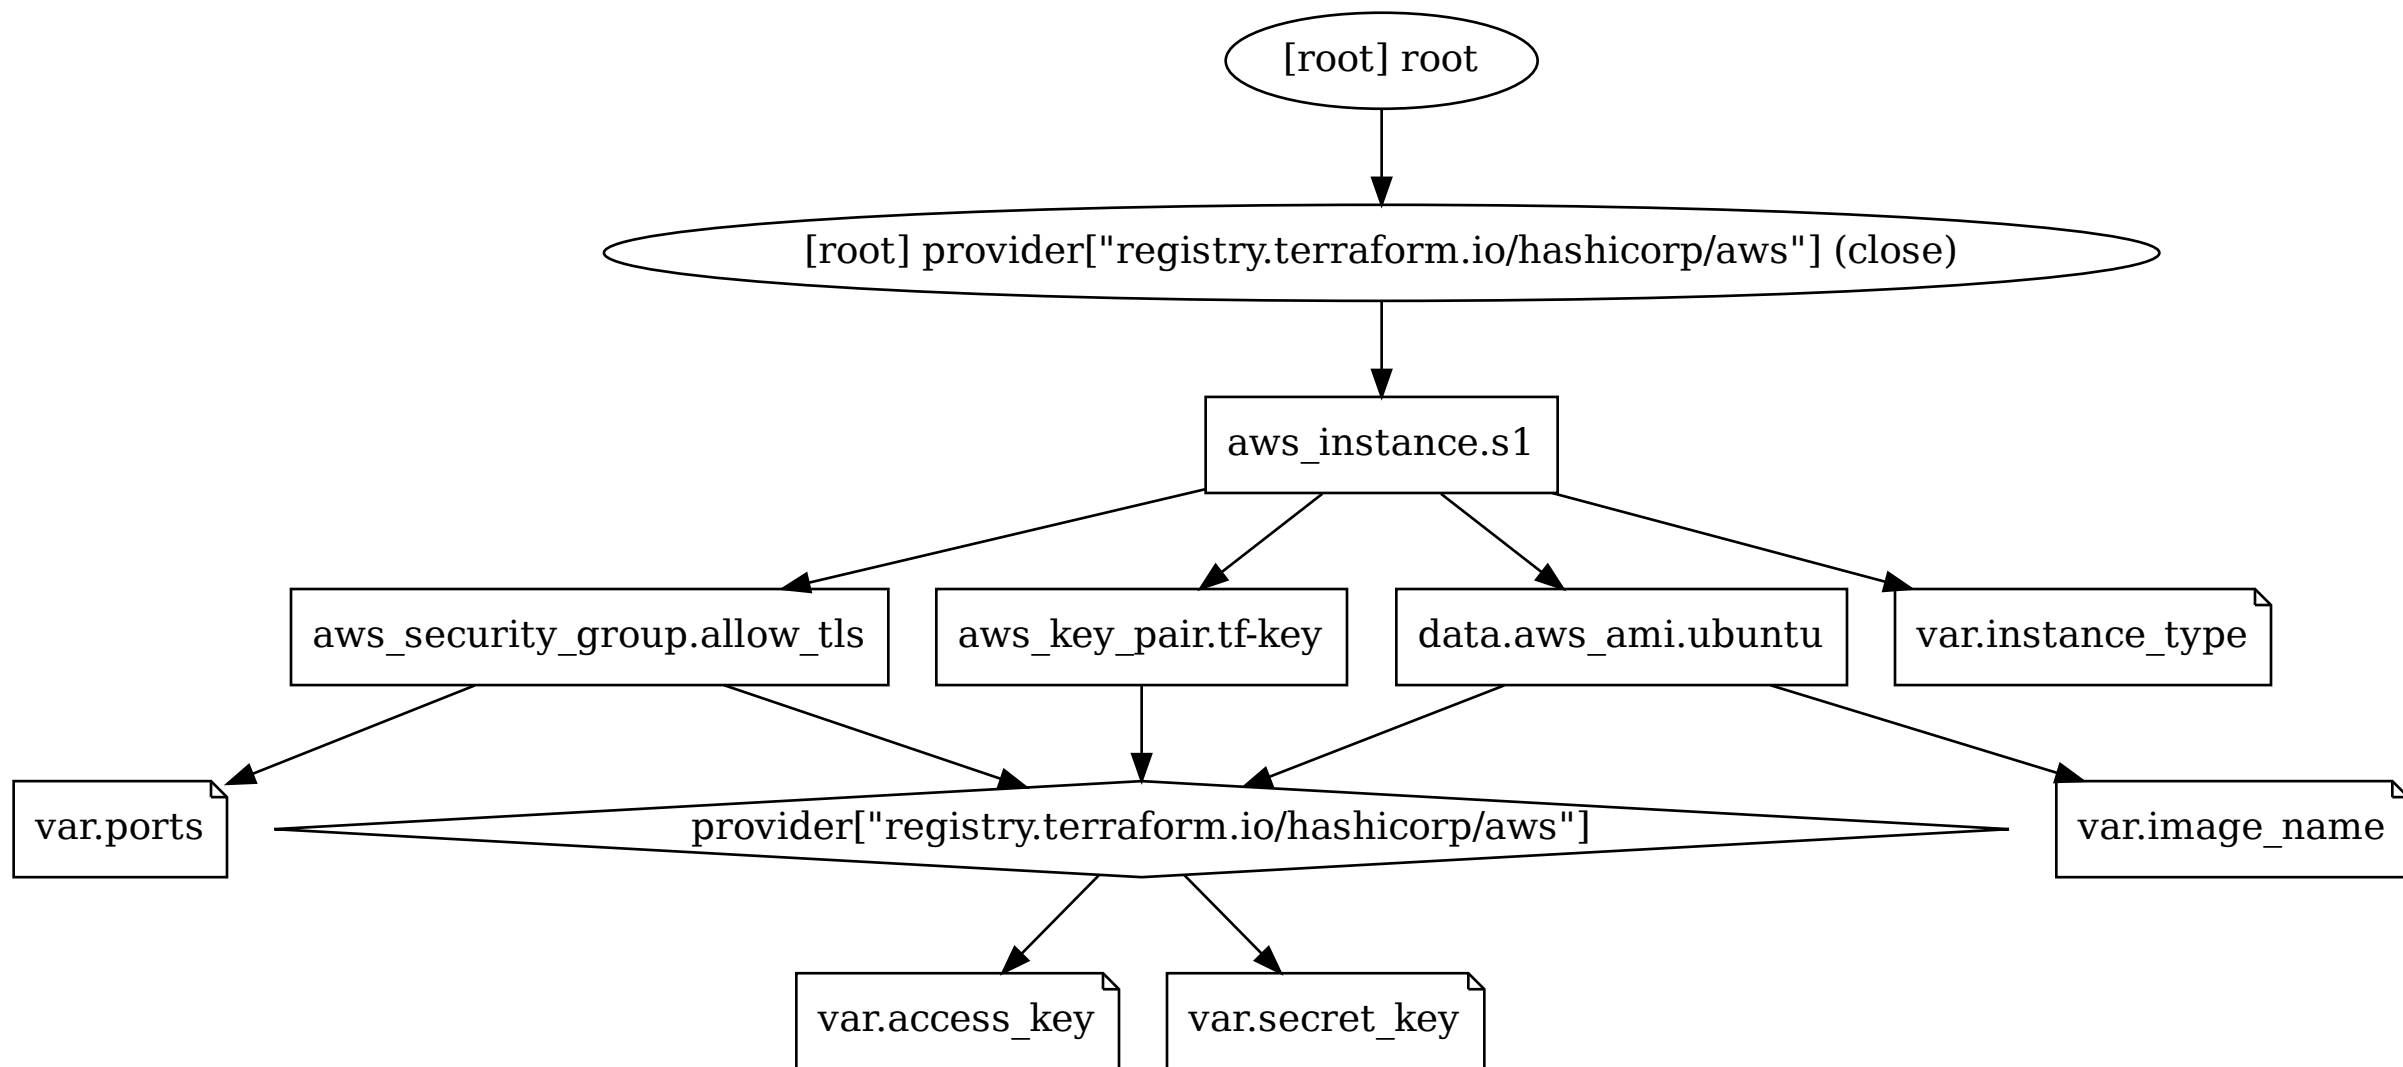 [root] root
[root] provider["registry.terraform.io/hashicorp/aws"] (close)
aws_instance.s1
aws_security_group.allow_tls
aws_key_pair.tf-key
data.aws_ami.ubuntu
var.instance_type
var.ports
provider["registry.terraform.io/hashicorp/aws"]
var.image_name
var.access_key
var.secret_key